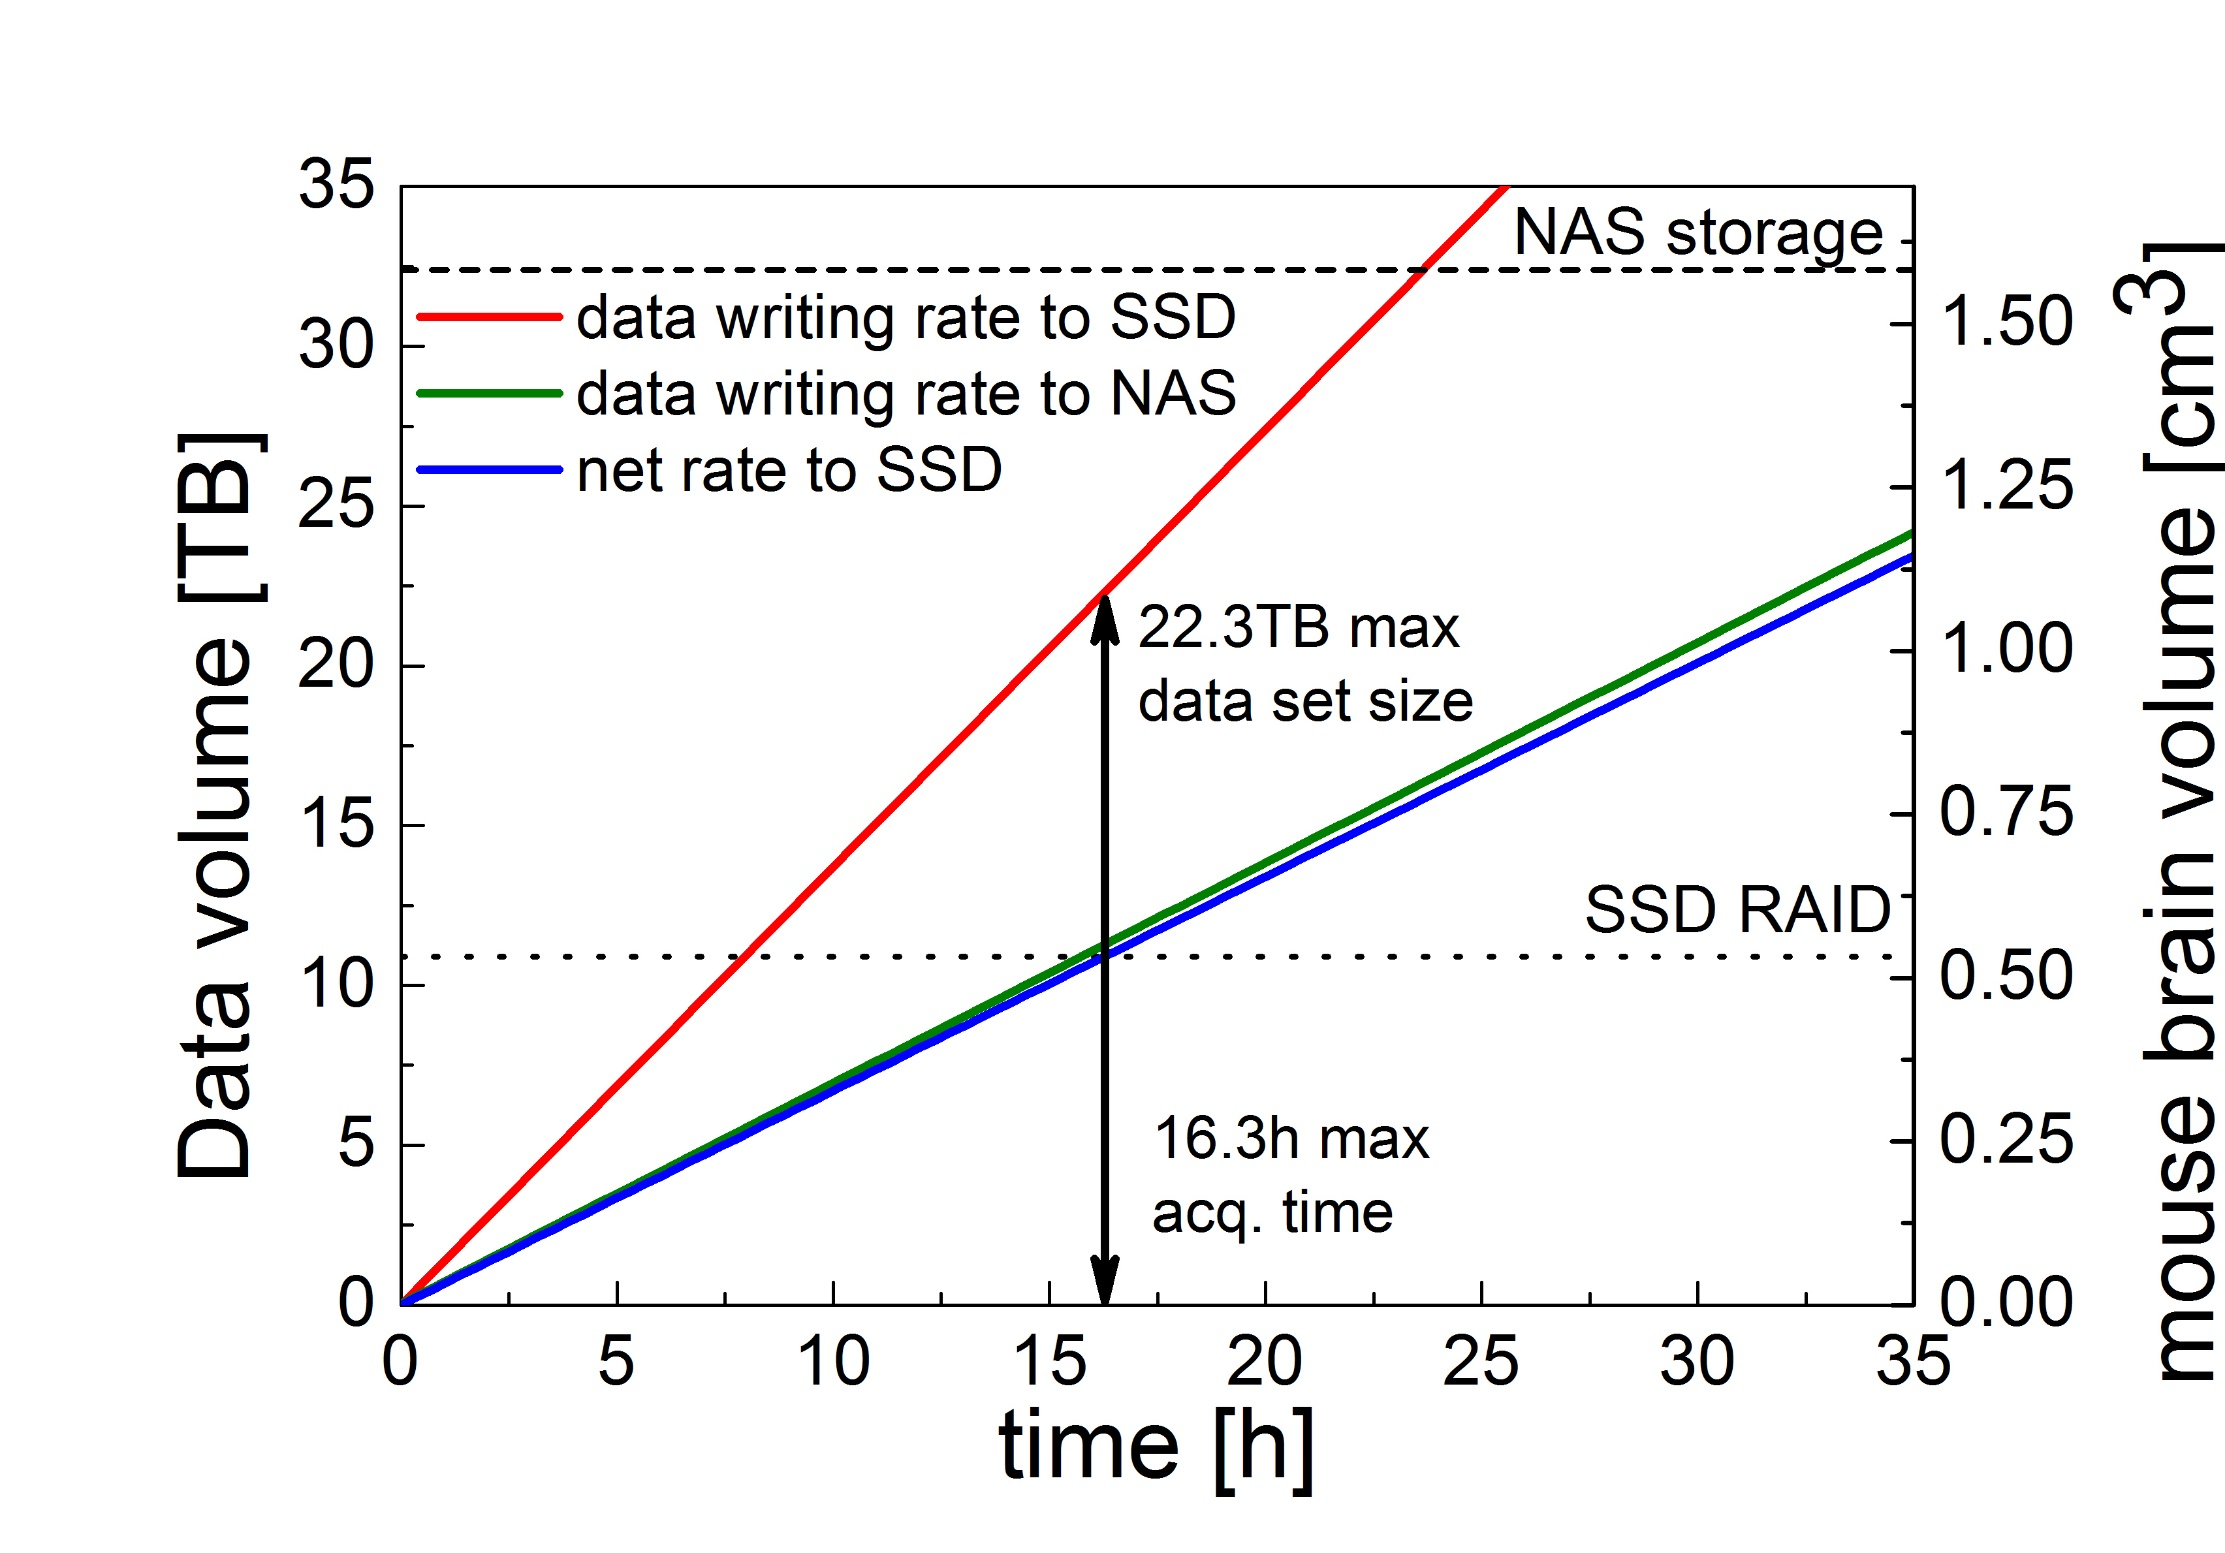 35
30
25
20
15
10
5
0
Data volume [TB]
NAS storage
data writing rate to SSD
data writing rate to NAS
net rate to SSD
22.3TB max
data set size
SSD RAID
16.3h max
acq. time
1.50
1.25
1.00
0.75
0.50
0.25
0.00
mouse brain volume [cm3]
0 5 10 15 20 25 30 35
time [h]